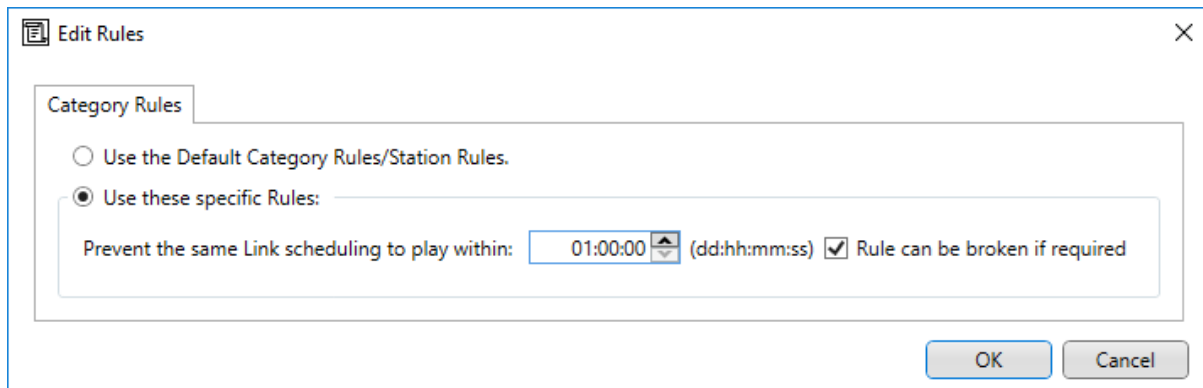 Edit Rules
Category Rules
Use the Default Category Rules/Station Rules.
Use these specific Rules:
Prevent the same Link scheduling to play within: 01:00:00 (dd:hh:mm:ss) Rule can be broken if required
OK Cancel